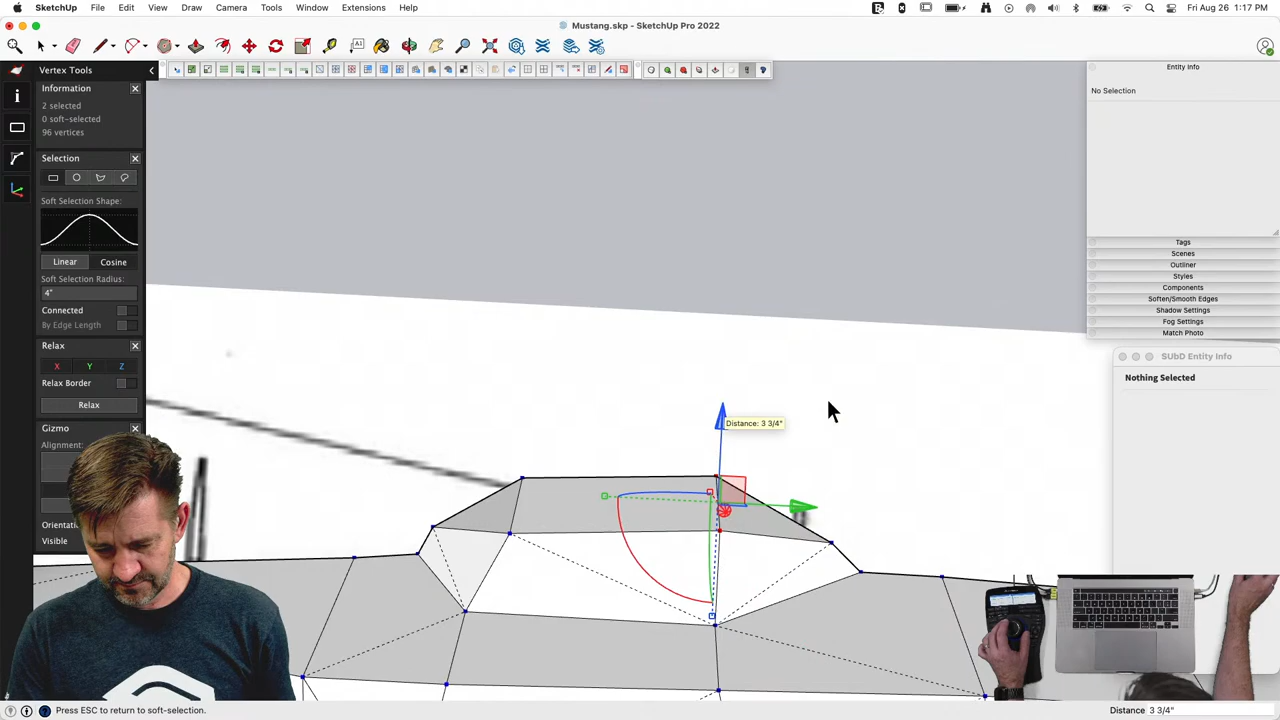 SketchUp File Edit View Draw Camera Tools Window Extensions Help Fri Aug 26 1:17 PM
Mustang.skp - SketchUp Pro 2022
Vertex Tools
Information
2 selected
0 soft-selected
96 vertices
Selection
Soft Selection Shape:
Linear Cosine
Soft Selection Radius:
4"
Connected
By Edge Length
Relax
X Y Z
Relax Border
Relax
Gizmo
Alignment:
Visible
Distance: 3 3/4"
Entity Info
No Selection
Tags
Scenes
Outliner
Styles
Components
Soften/Smooth Edges
Shadow Settings
Fog Settings
Match Photo
SUbD Entity Info
Nothing Selected
Press ESC to return to soft-selection.
Distance 3 3/4"